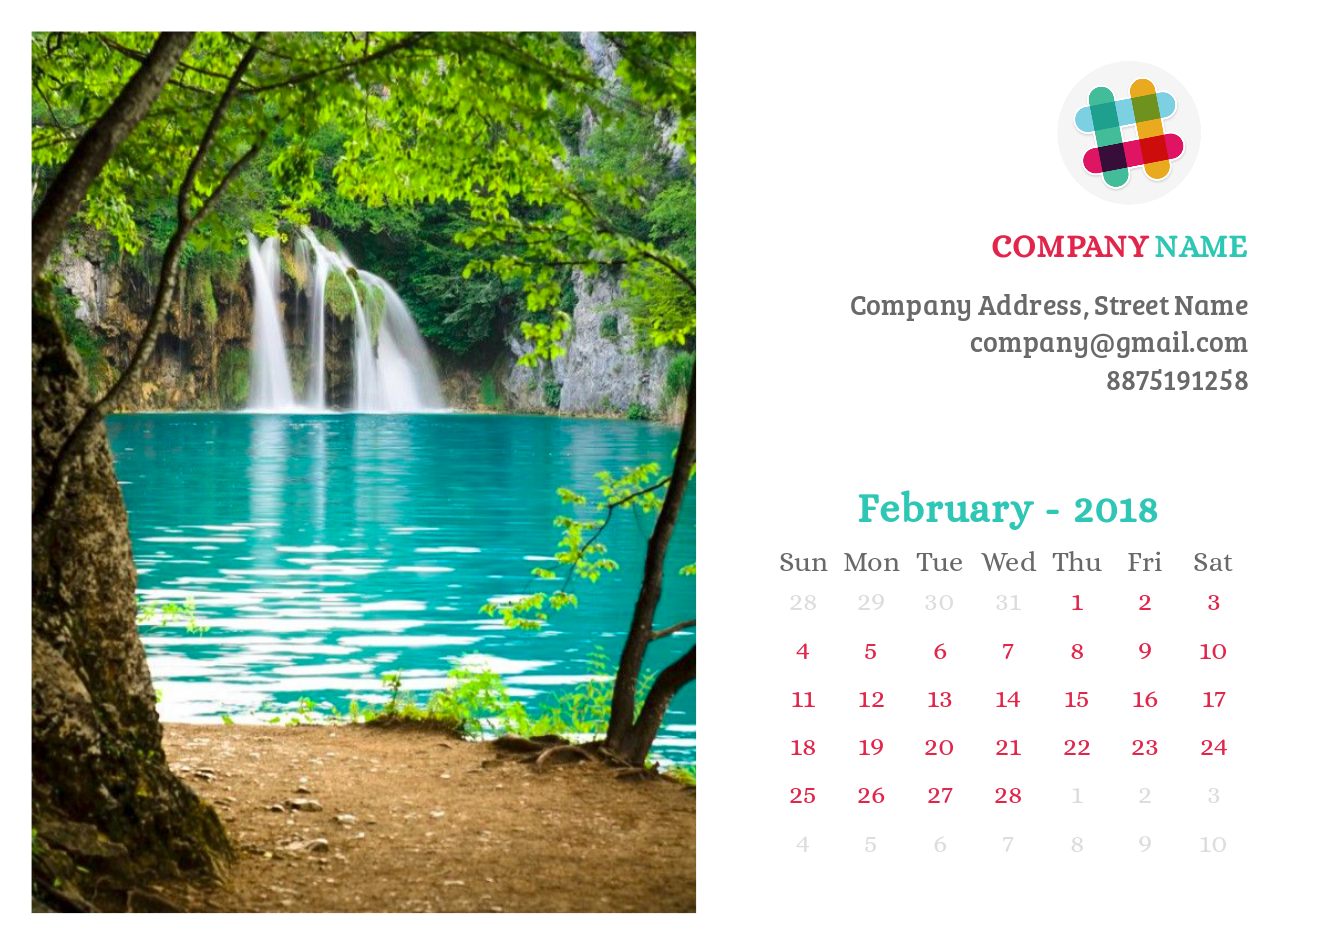 COMPANY NAME
Company Address, Street Name
company@gmail.com
8875191258
February - 2018
Sun Mon Tue Wed Thu Fri Sat
28 29 30 31 1 2 3
4 5 6 7 8 9 10
11 12 13 14 15 16 17
18 19 20 21 22 23 24
25 26 27 28 1 2 3
4 5 6 7 8 9 10